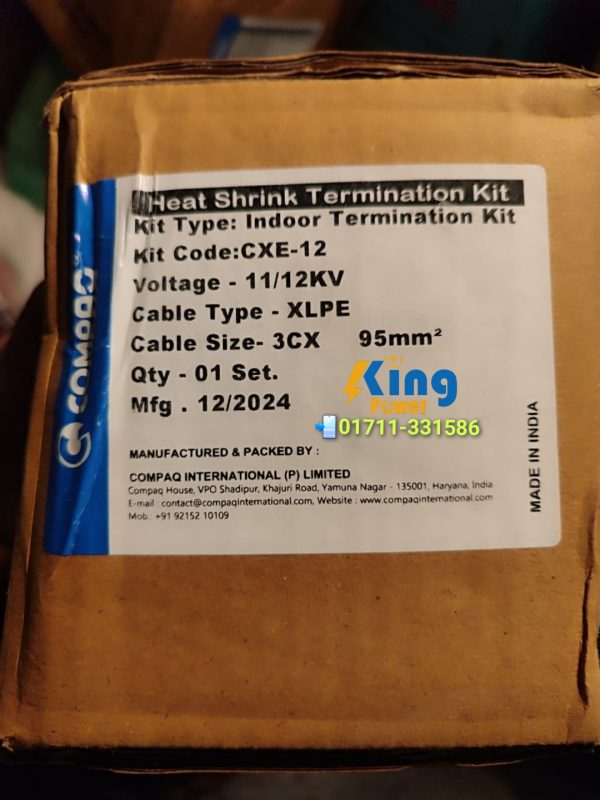 Heat Shrink Termination Kit
Kit Type: Indoor Termination Kit
Kit Code:CXE-12
Voltage - 11/12KV
Cable Type - XLPE
Cable Size- 3CX 95mm²
Qty - 01 Set.
Mfg . 12/2024
King
Power
01711-331586
MANUFACTURED & PACKED BY :
COMPAQ INTERNATIONAL (P) LIMITED
Compaq House, VPO Shadipur, Khajuri Road, Yamuna Nagar - 135001, Haryana, India
E-mail : contact@compaqinternational.com, Website : www.compaqinternational.com
Mob.: +91 92152 10109
COMPAQ
®
MADE IN INDIA